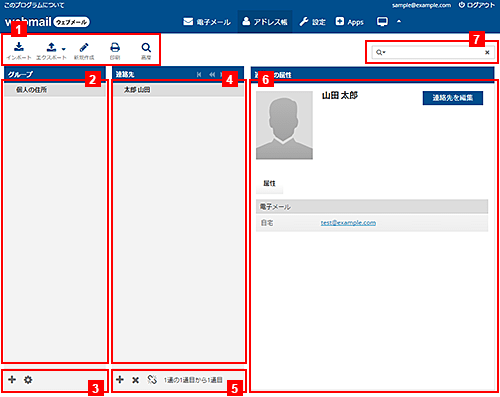 このプログラムについて
sample@example.com ログアウト
webmail ウェブメール
電子メール アドレス帳 設定 Apps
1
7
インポート エクスポート 新規作成 印刷 高度
グループ 2
連絡先 4
6 の属性
個人の住所
太郎 山田
山田 太郎
連絡先を編集
属性
電子メール
自宅 test@example.com
3
1通の1通目から1通目
5